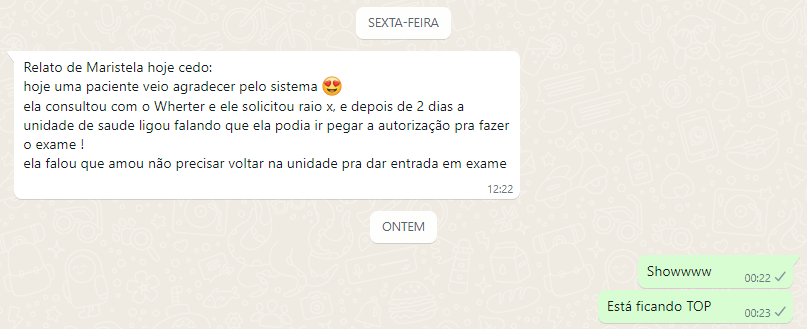 SEXTA-FEIRA
Relato de Maristela hoje cedo:
hoje uma paciente veio agradecer pelo sistema 😍
ela consultou com o Wherter e ele solicitou raio x, e depois de 2 dias a
unidade de saude ligou falando que ela podia ir pegar a autorização pra fazer
o exame !
ela falou que amou não precisar voltar na unidade pra dar entrada em exame
12:22
ONTEM
Showwww 00:22
Está ficando TOP 00:23